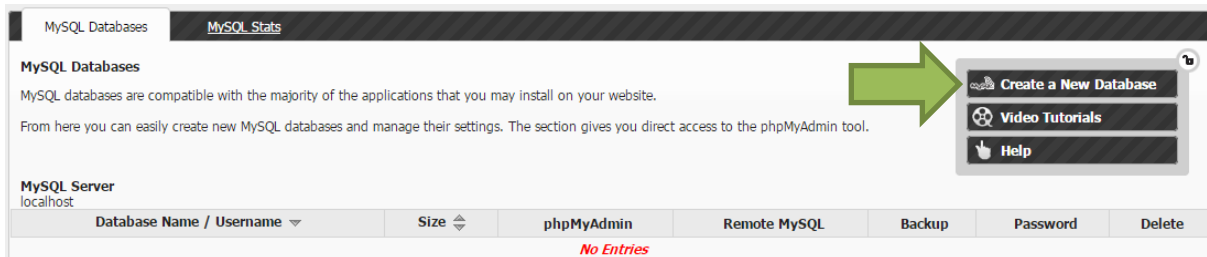 MySQL Databases MySQL Stats
MySQL Databases
MySQL databases are compatible with the majority of the applications that you may install on your website.
From here you can easily create new MySQL databases and manage their settings. The section gives you direct access to the phpMyAdmin tool.
Create a New Database
Video Tutorials
Help
MySQL Server
localhost
Database Name / Username Size phpMyAdmin Remote MySQL Backup Password Delete
No Entries